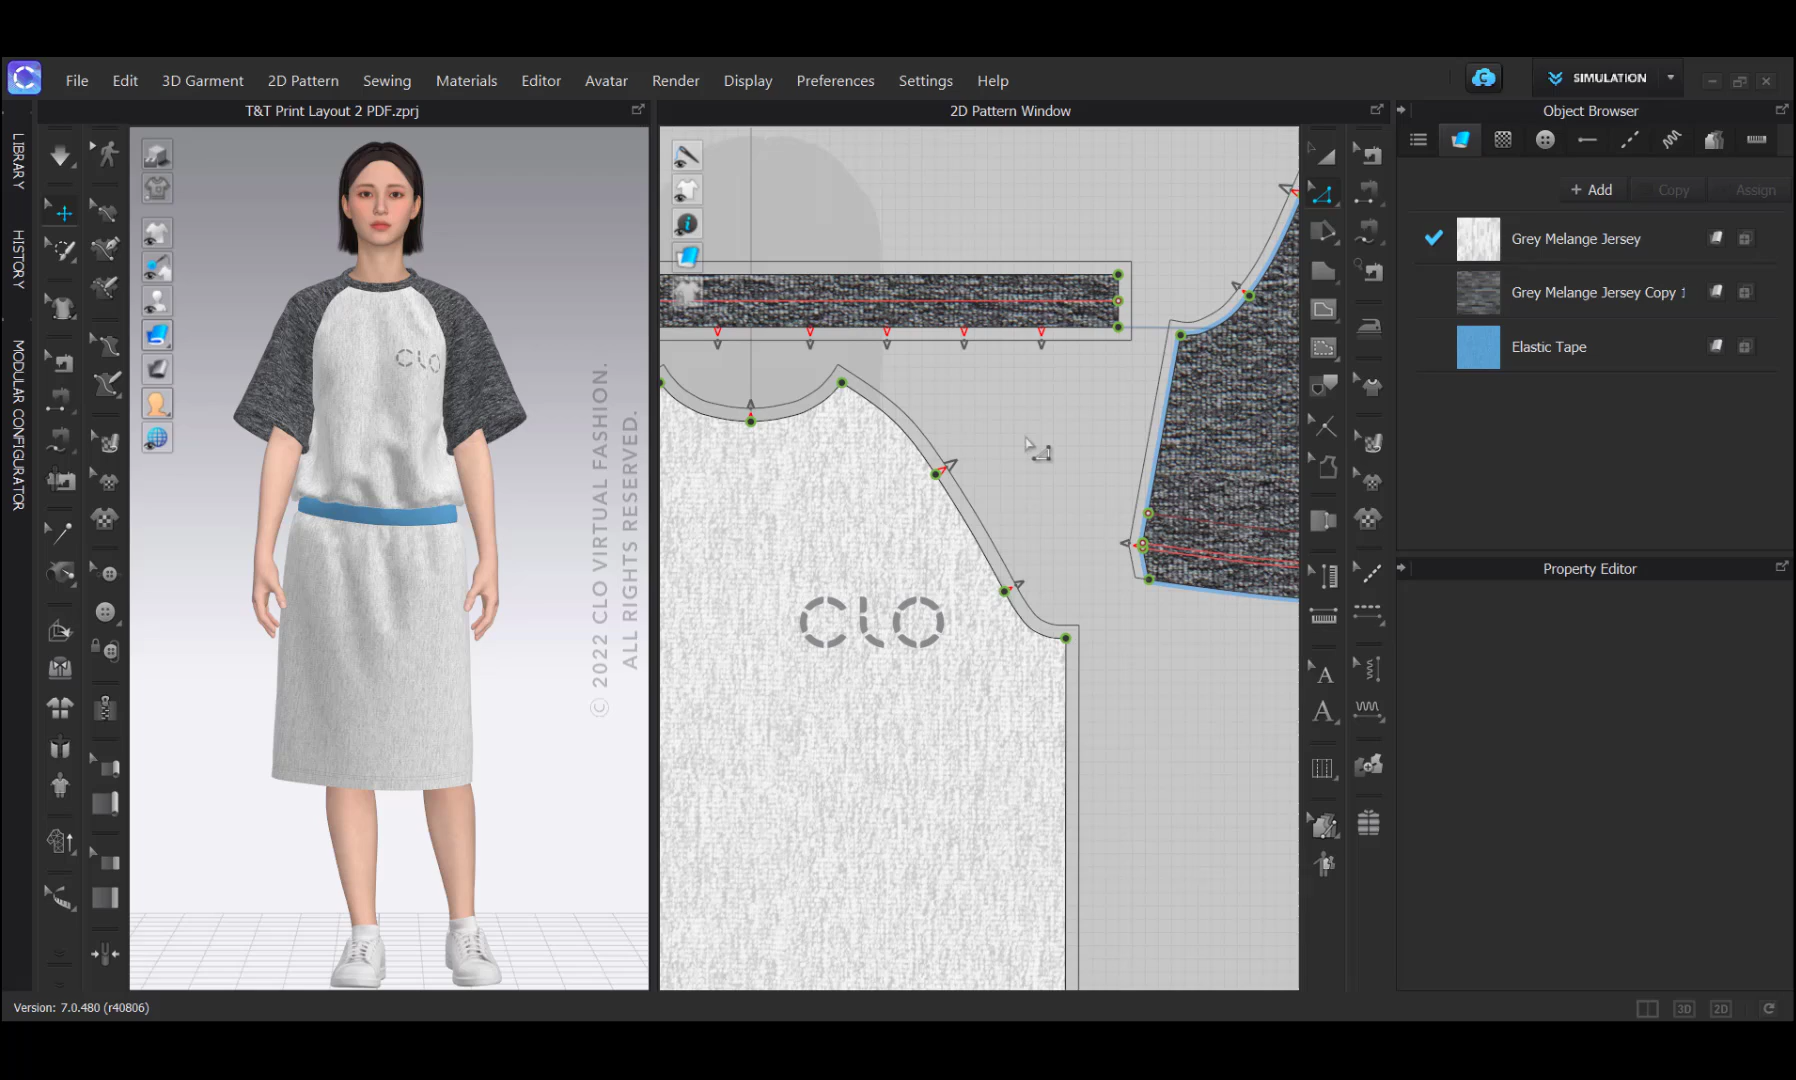 File Edit 3D Garment 2D Pattern Sewing Materials Editor Avatar Render Display Preferences Settings Help
SIMULATION
T&T Print Layout 2 PDF.zprj
2D Pattern Window
Object Browser
LIBRARY
HISTORY
MODULAR CONFIGURATOR
+ Add
Copy
Assign
Grey Melange Jersey
Grey Melange Jersey Copy 1
Elastic Tape
Property Editor
CLO
© 2022 CLO VIRTUAL FASHION.
ALL RIGHTS RESERVED.
CLO
A
A
Version: 7.0.480 (r40806)
3D
2D